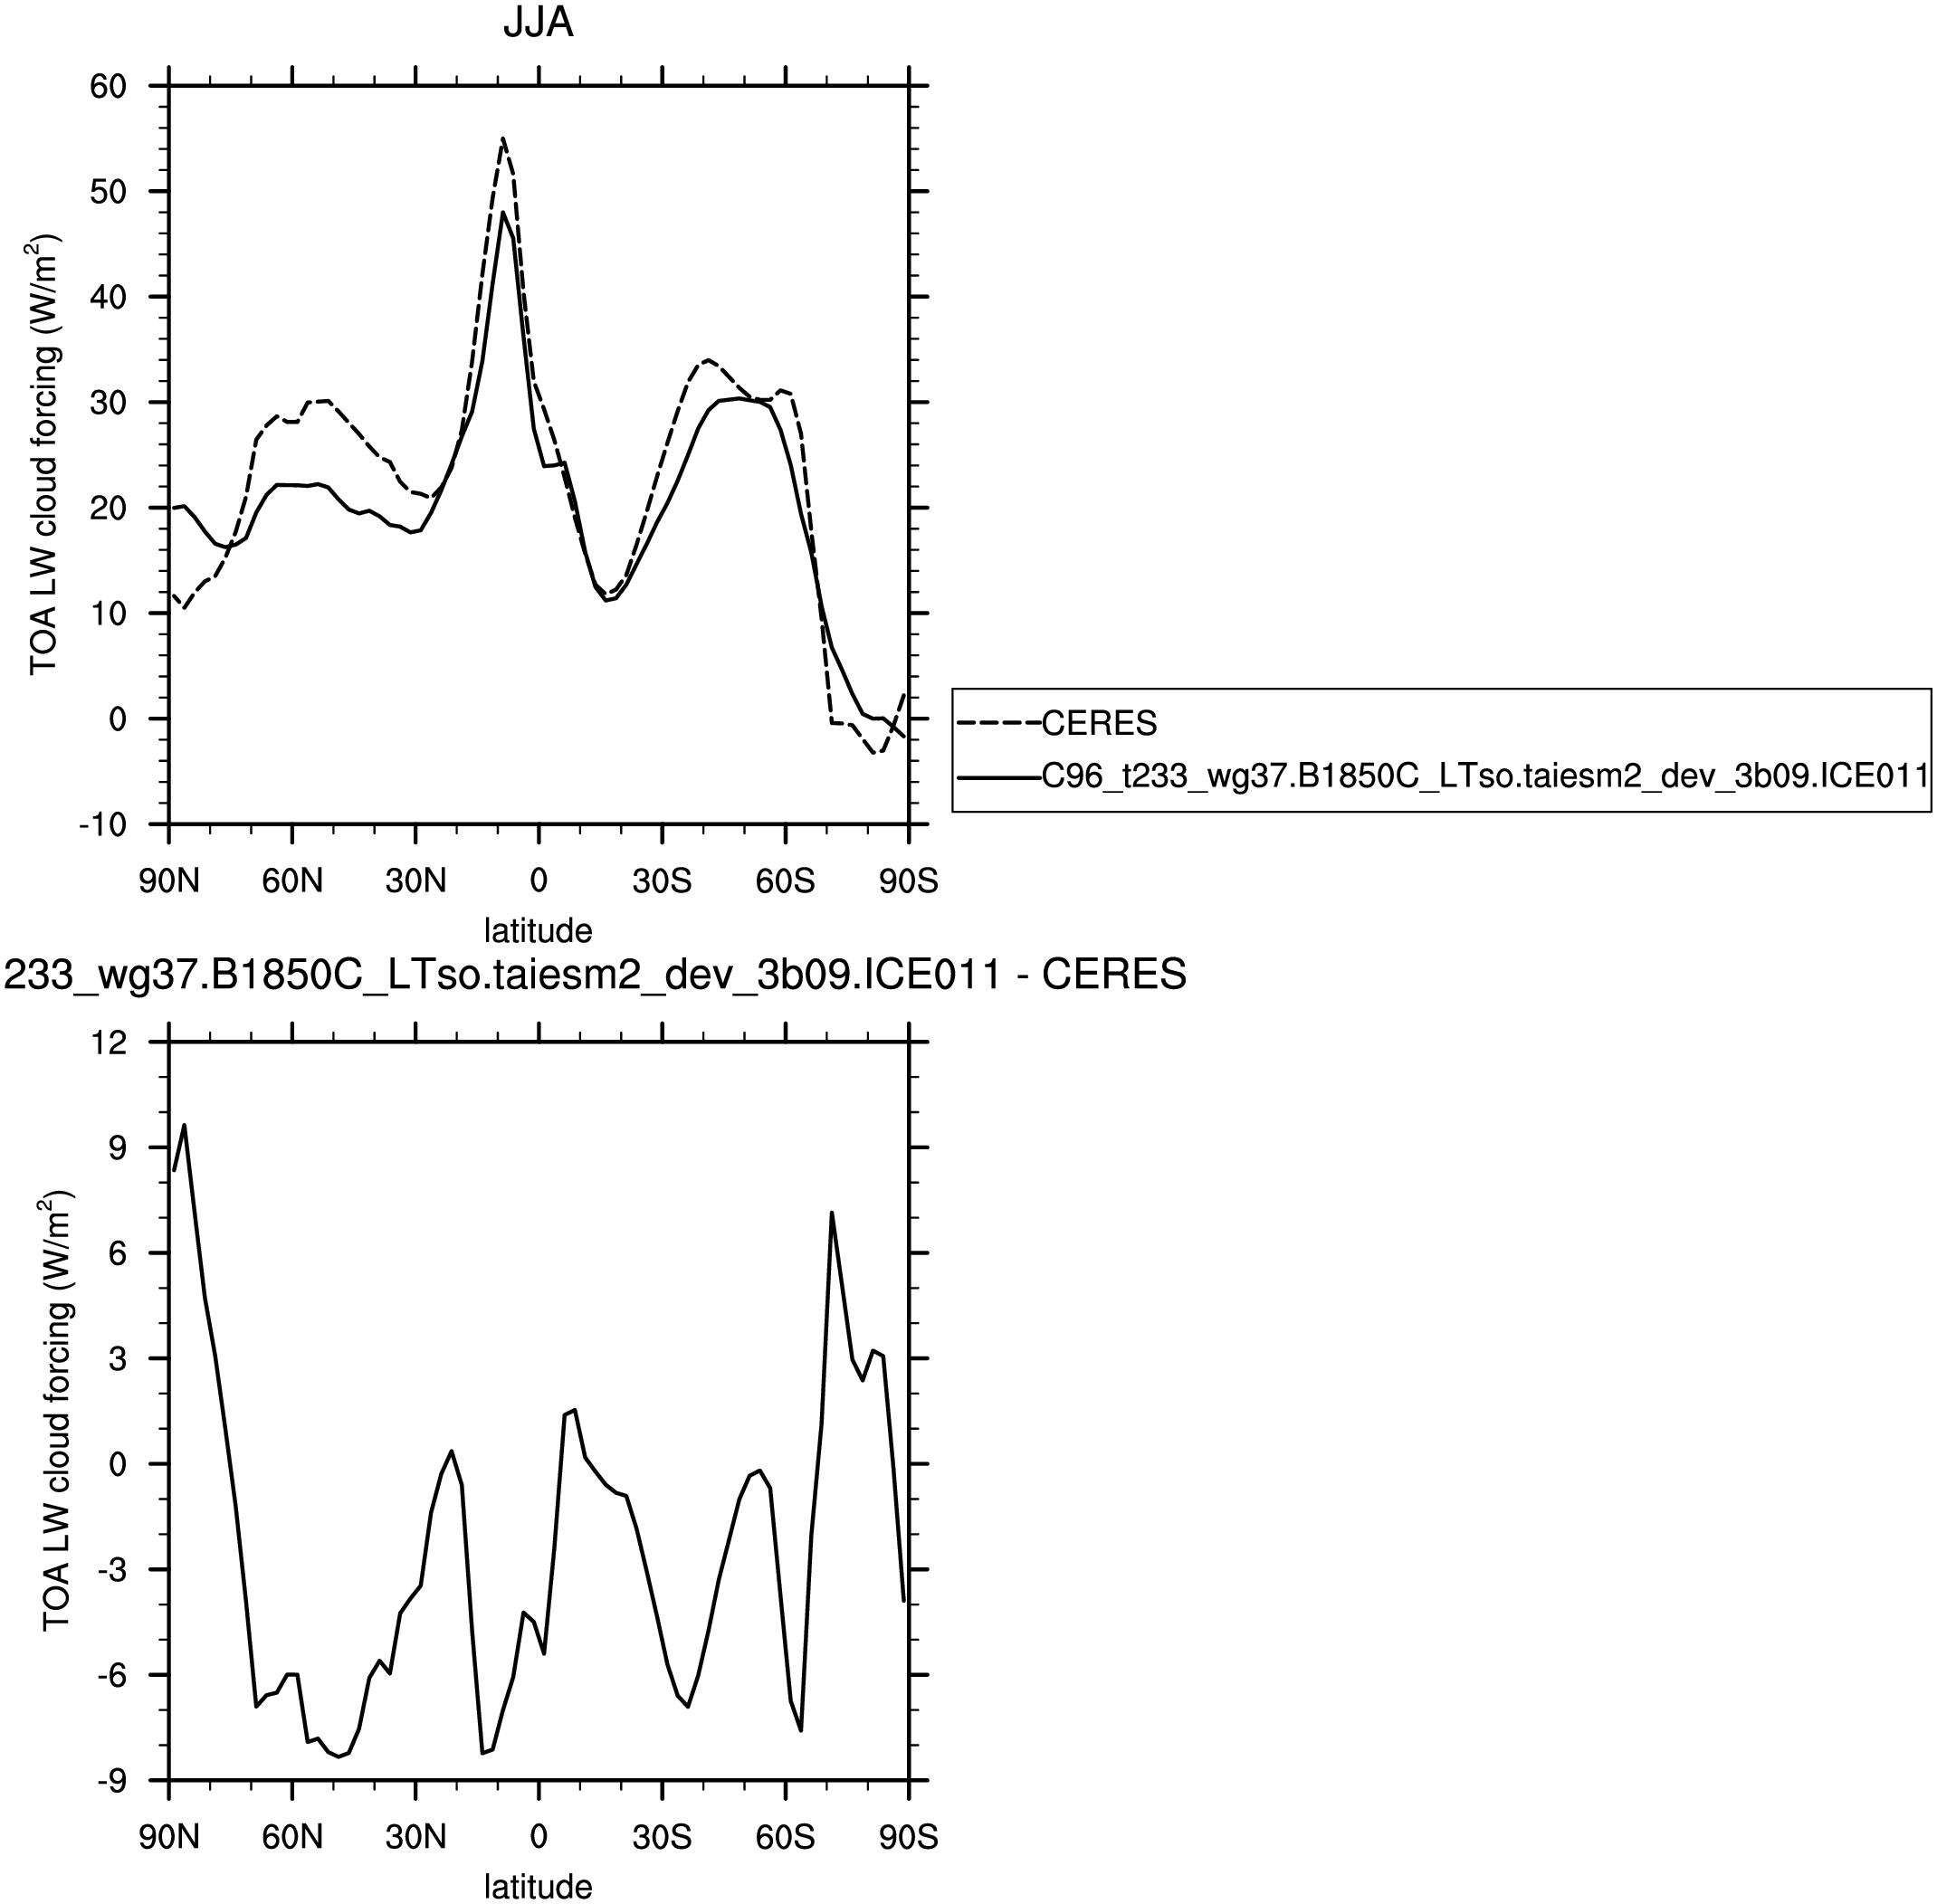 JJA
60
50
40
30
20
10
0
-10
TOA LW cloud forcing (W/m2)
90N 60N 30N 0 30S 60S 90S
latitude
CERES
C96_t233_wg37.B1850C_LTso.taiesm2_dev_3b09.ICE011
233_wg37.B1850C_LTso.taiesm2_dev_3b09.ICE011 - CERES
12
9
6
3
0
-3
-6
-9
TOA LW cloud forcing (W/m2)
90N 60N 30N 0 30S 60S 90S
latitude